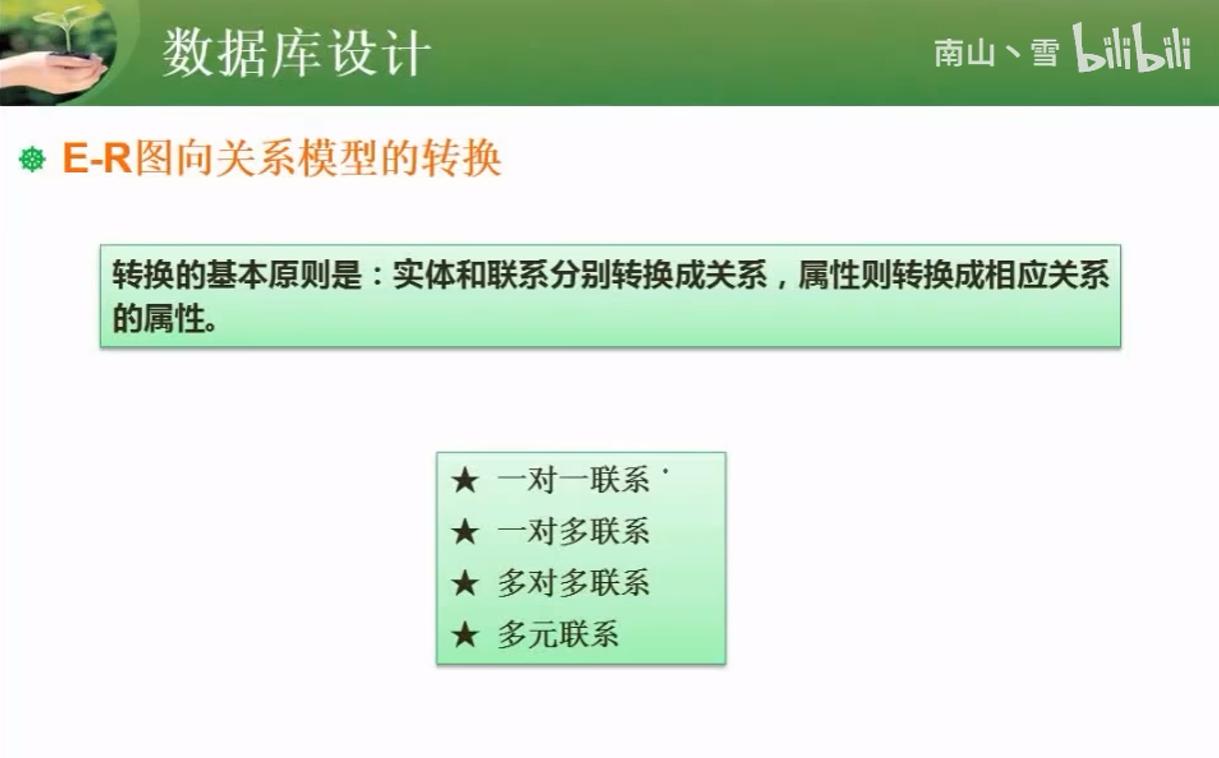 数据库设计
南山丶雪 bilibili
E-R图向关系模型的转换
转换的基本原则是：实体和联系分别转换成关系，属性则转换成相应关系
的属性。
★ 一对一联系
★ 一对多联系
★ 多对多联系
★ 多元联系